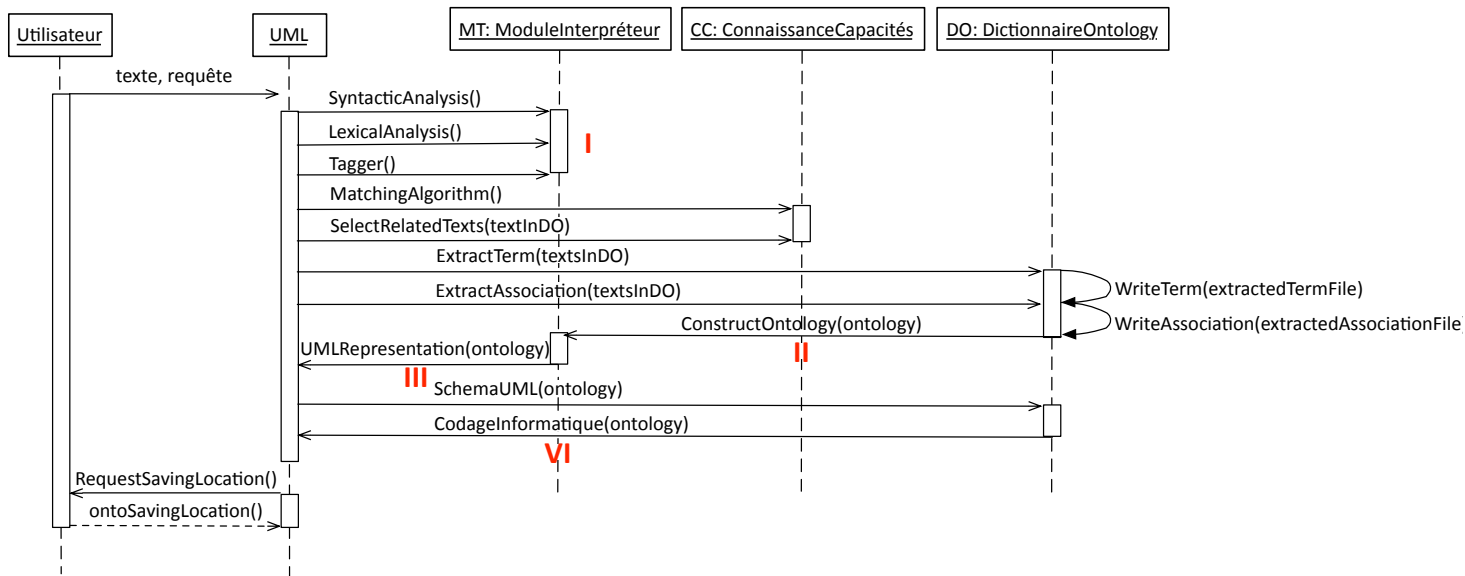 Utilisateur
UML
MT: ModuleInterpréteur
CC: ConnaissanceCapacités
DO: DictionnaireOntology
texte, requête
SyntacticAnalysis()
LexicalAnalysis()
I
Tagger()
MatchingAlgorithm()
SelectRelatedTexts(textInDO)
ExtractTerm(textsInDO)
ExtractAssociation(textsInDO)
WriteTerm(extractedTermFile)
ConstructOntology(ontology)
WriteAssociation(extractedAssociationFile)
UMLRepresentation(ontology)
II
III
SchemaUML(ontology)
CodageInformatique(ontology)
VI
RequestSavingLocation()
ontoSavingLocation()